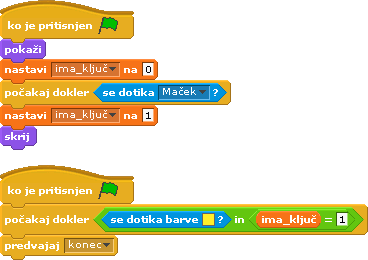 ko je pritisnjen
pokaži
nastavi ima_ključ na 0
počakaj dokler se dotika Maček ?
nastavi ima_ključ na 1
skrij
ko je pritisnjen
počakaj dokler se dotika barve ? in ima_ključ = 1
predvajaj konec